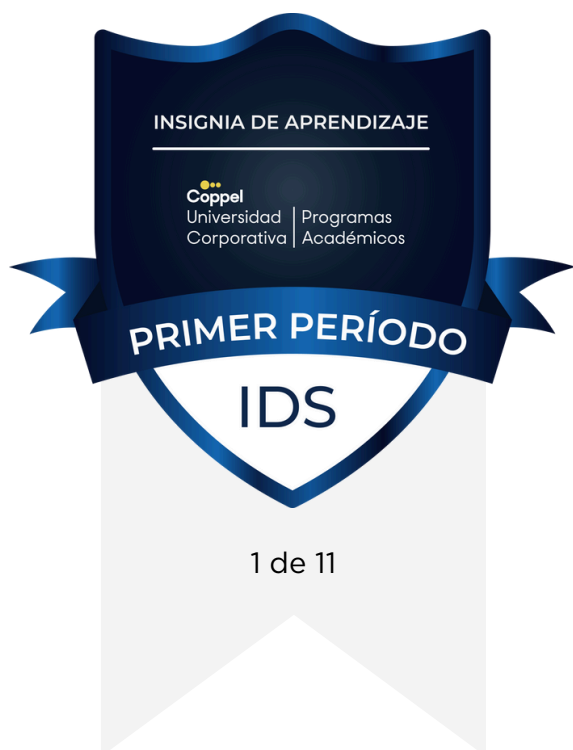 INSIGNIA DE APRENDIZAJE
Coppel
Universidad | Programas
Corporativa | Académicos
PRIMER PERÍODO
IDS
1 de 11